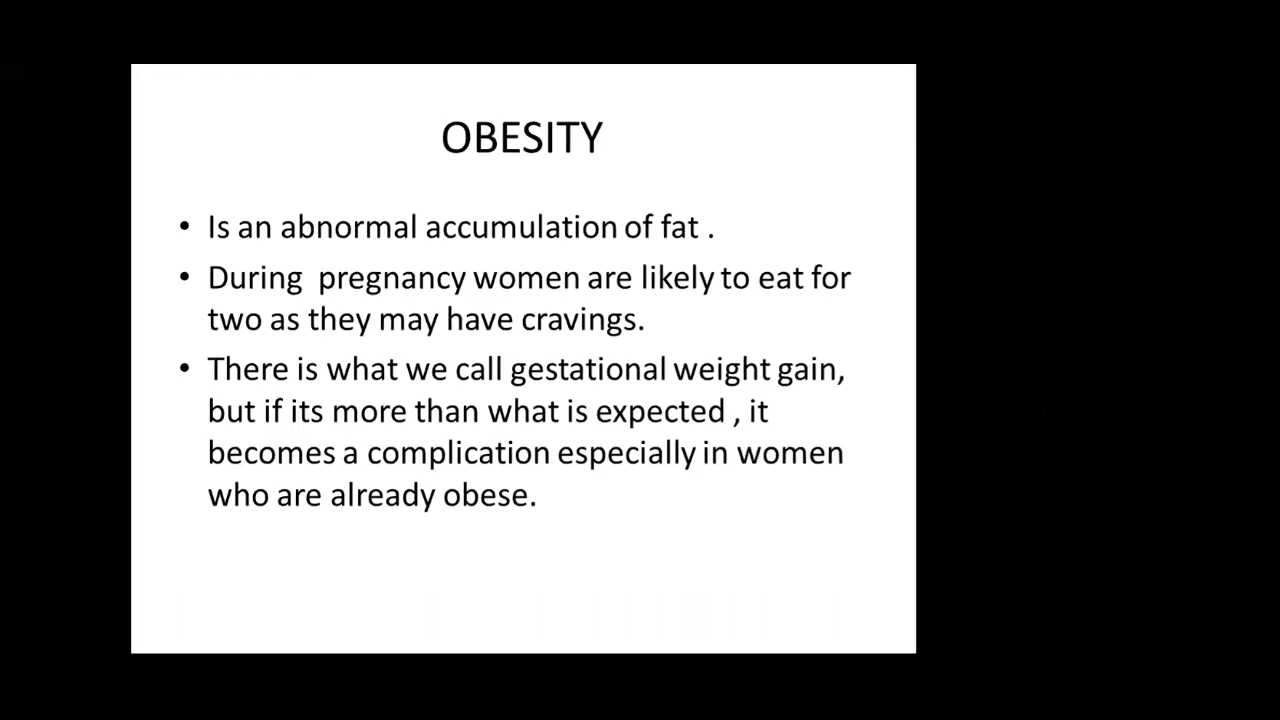 OBESITY
• Is an abnormal accumulation of fat .
• During  pregnancy women are likely to eat for
two as they may have cravings.
• There is what we call gestational weight gain,
but if its more than what is expected , it
becomes a complication especially in women
who are already obese.